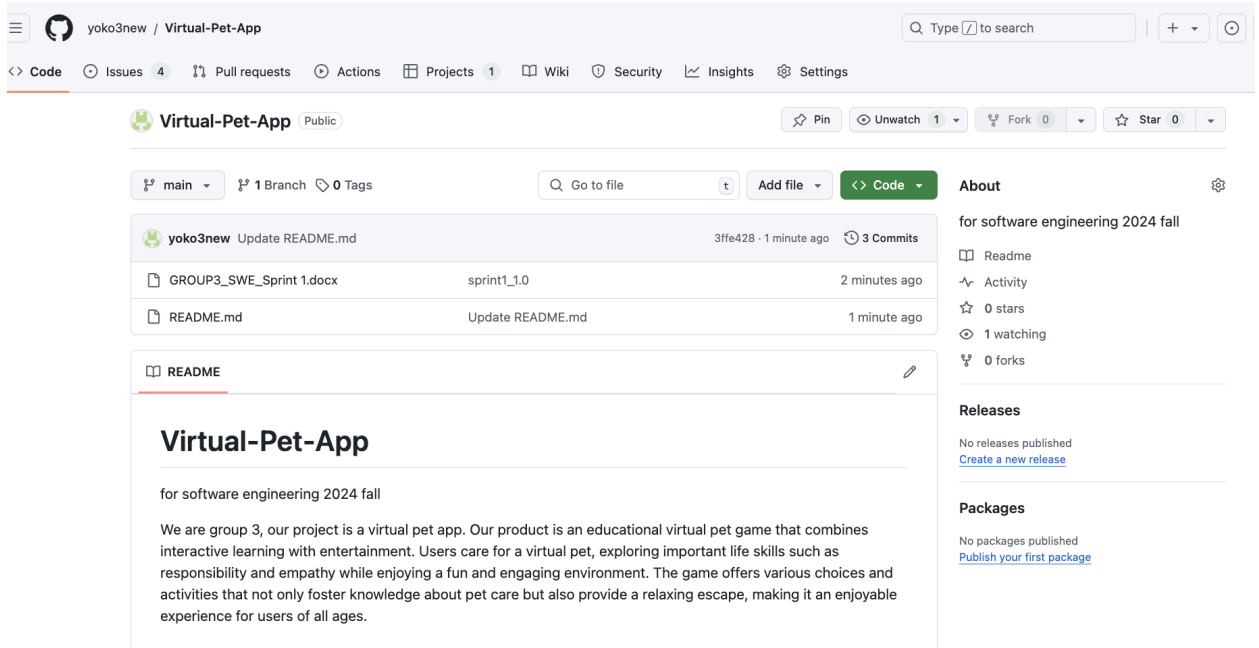 yoko3new / Virtual-Pet-App
Type / to search
Code
Issues 4
Pull requests
Actions
Projects 1
Wiki
Security
Insights
Settings
Virtual-Pet-App Public
Pin
Unwatch 1
Fork 0
Star 0
main
1 Branch
0 Tags
Go to file t
Add file
Code
yoko3new Update README.md 3ffe428 · 1 minute ago 3 Commits
GROUP3_SWE_Sprint 1.docx sprint1_1.0 2 minutes ago
README.md Update README.md 1 minute ago
README
Virtual-Pet-App
for software engineering 2024 fall
We are group 3, our project is a virtual pet app. Our product is an educational virtual pet game that combines
interactive learning with entertainment. Users care for a virtual pet, exploring important life skills such as
responsibility and empathy while enjoying a fun and engaging environment. The game offers various choices and
activities that not only foster knowledge about pet care but also provide a relaxing escape, making it an enjoyable
experience for users of all ages.
About
for software engineering 2024 fall
Readme
Activity
0 stars
1 watching
0 forks
Releases
No releases published
Create a new release
Packages
No packages published
Publish your first package